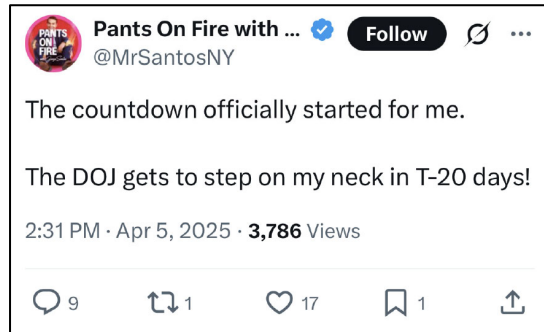 PANTS
ON
FIRE
Pants On Fire with ...
Follow
@MrSantosNY
The countdown officially started for me.
The DOJ gets to step on my neck in T-20 days!
2:31 PM · Apr 5, 2025 · 3,786 Views
9 1 17 1